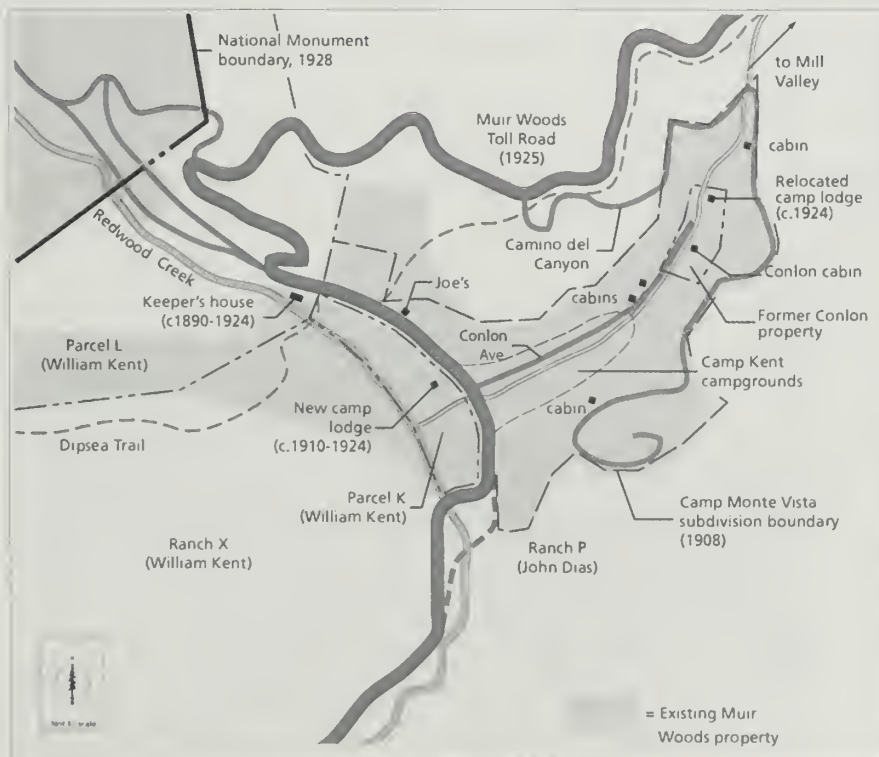 National Monument
boundary, 1928
to Mill
Valley
Muir Woods
Toll Road
(1925)
cabin
Relocated
camp lodge
(c.1924)
Camino del
Canyon
Redwood Creek
Conlon cabin
Joe's
Keeper's house
(c1890-1924)
cabins
Former Conlon
property
Conlon
Ave
Parcel L
(William Kent)
Camp Kent
campgrounds
New camp
lodge
(c.1910-1924)
cabin
Dipsea Trail
Parcel K
(William Kent)
Camp Monte Vista
subdivision boundary
(1908)
Ranch X
(William Kent)
Ranch P
(John Dias)
scale
= Existing Muir
Woods property